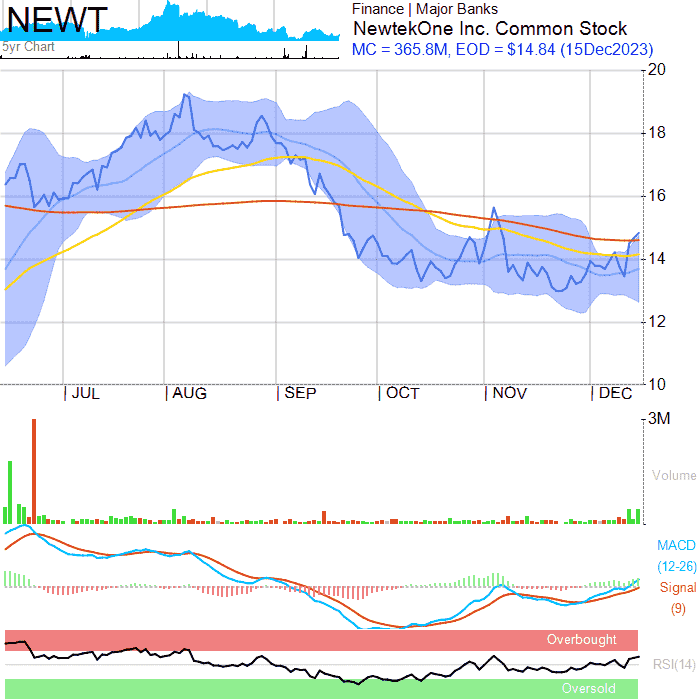 NEWT
5yr Chart
Finance | Major Banks
NewtekOne Inc. Common Stock
MC = 365.8M, EOD = $14.84 (15Dec2023)
20
18
16
14
12
10
JUL AUG SEP OCT NOV DEC
3M
Volume
MACD
(12-26)
Signal
(9)
Overbought
RSI(14)
Oversold